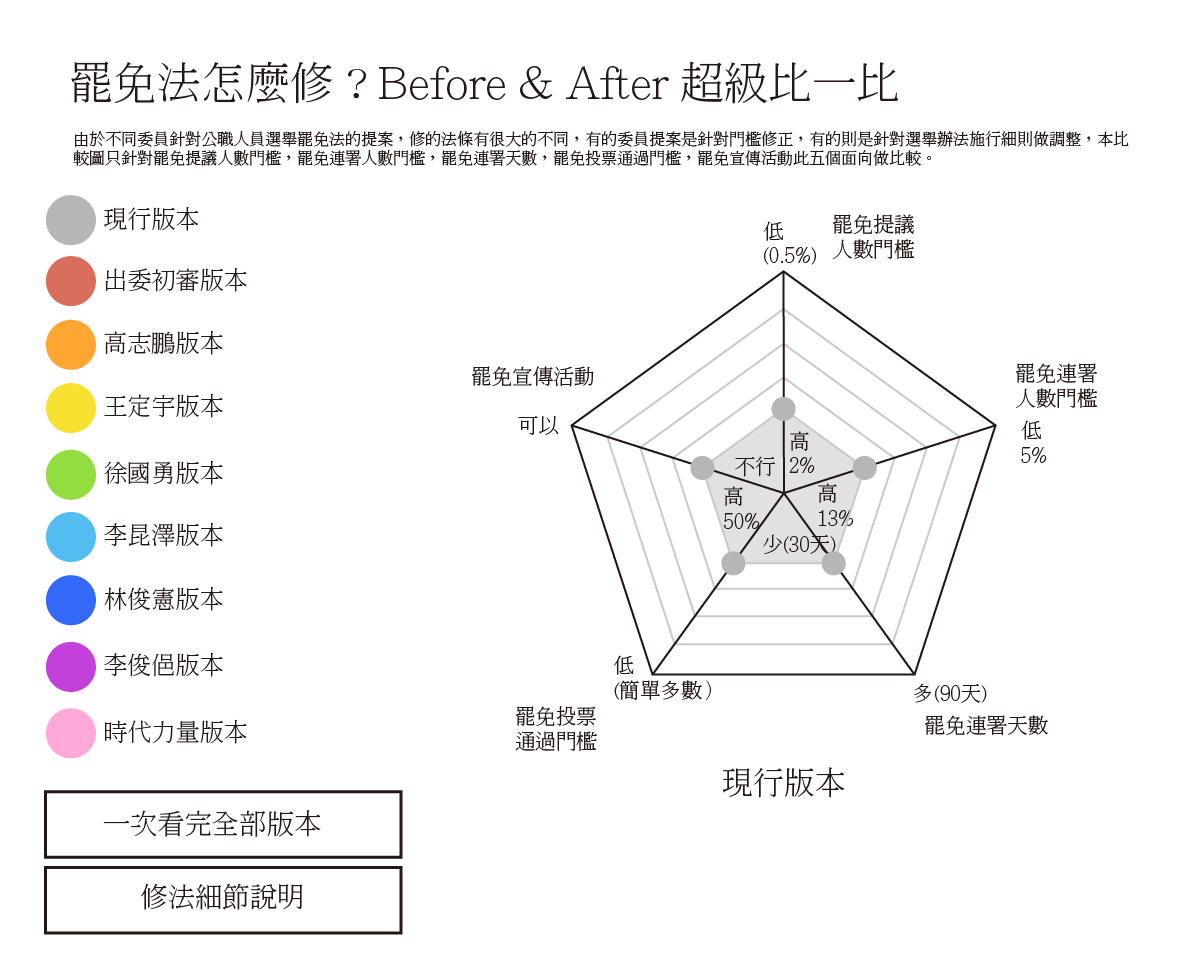 罷免法怎麼修？Before & After 超級比一比
由於不同委員針對公職人員選舉罷免法的提案，修的法條有很大的不同，有的委員提案是針對門檻修正，有的則是針對選舉辦法施行細則做調整，本比
較圖只針對罷免提議人數門檻，罷免連署人數門檻，罷免連署天數，罷免投票通過門檻，罷免宣傳活動此五個面向做比較。
現行版本
出委初審版本
高志鵬版本
王定宇版本
徐國勇版本
李昆澤版本
林俊憲版本
李俊俋版本
時代力量版本
一次看完全部版本
修法細節說明
低
(0.5%)
罷免提議
人數門檻
罷免連署
人數門檻
低
5%
罷免宣傳活動
可以
高
2%
不行
高
50%
高
13%
少(30天)
低
(簡單多數）
罷免投票
通過門檻
多(90天)
罷免連署天數
現行版本